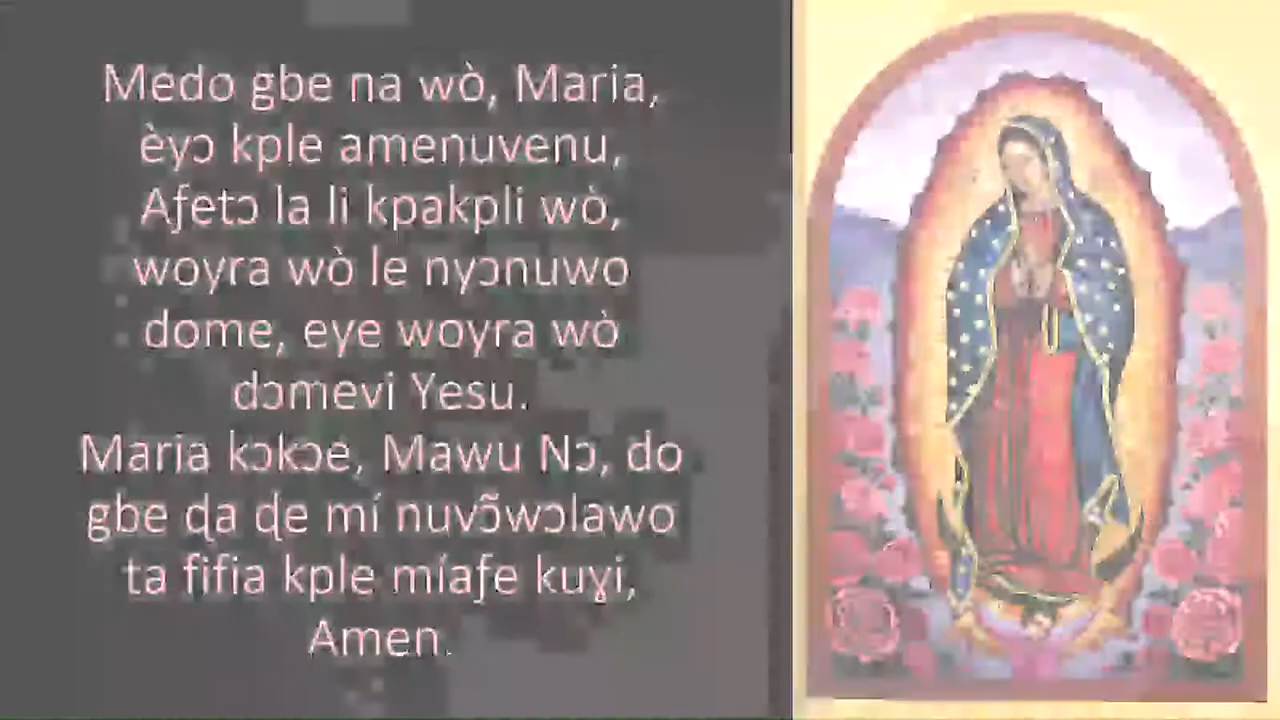 Medo gbe na wò, Maria,
èyɔ kple amenuvenu,
Aƒetɔ la li kpakpli wò,
woyra wò le nyɔnuwo
dome, eye woyra wò
dɔmevi Yesu.
Maria kɔkɔe, Mawu Nɔ, do
gbe ɖa ɖe mí nuvɔ̃wɔlawo
ta fifia kple míaƒe kuɣi,
Amen.